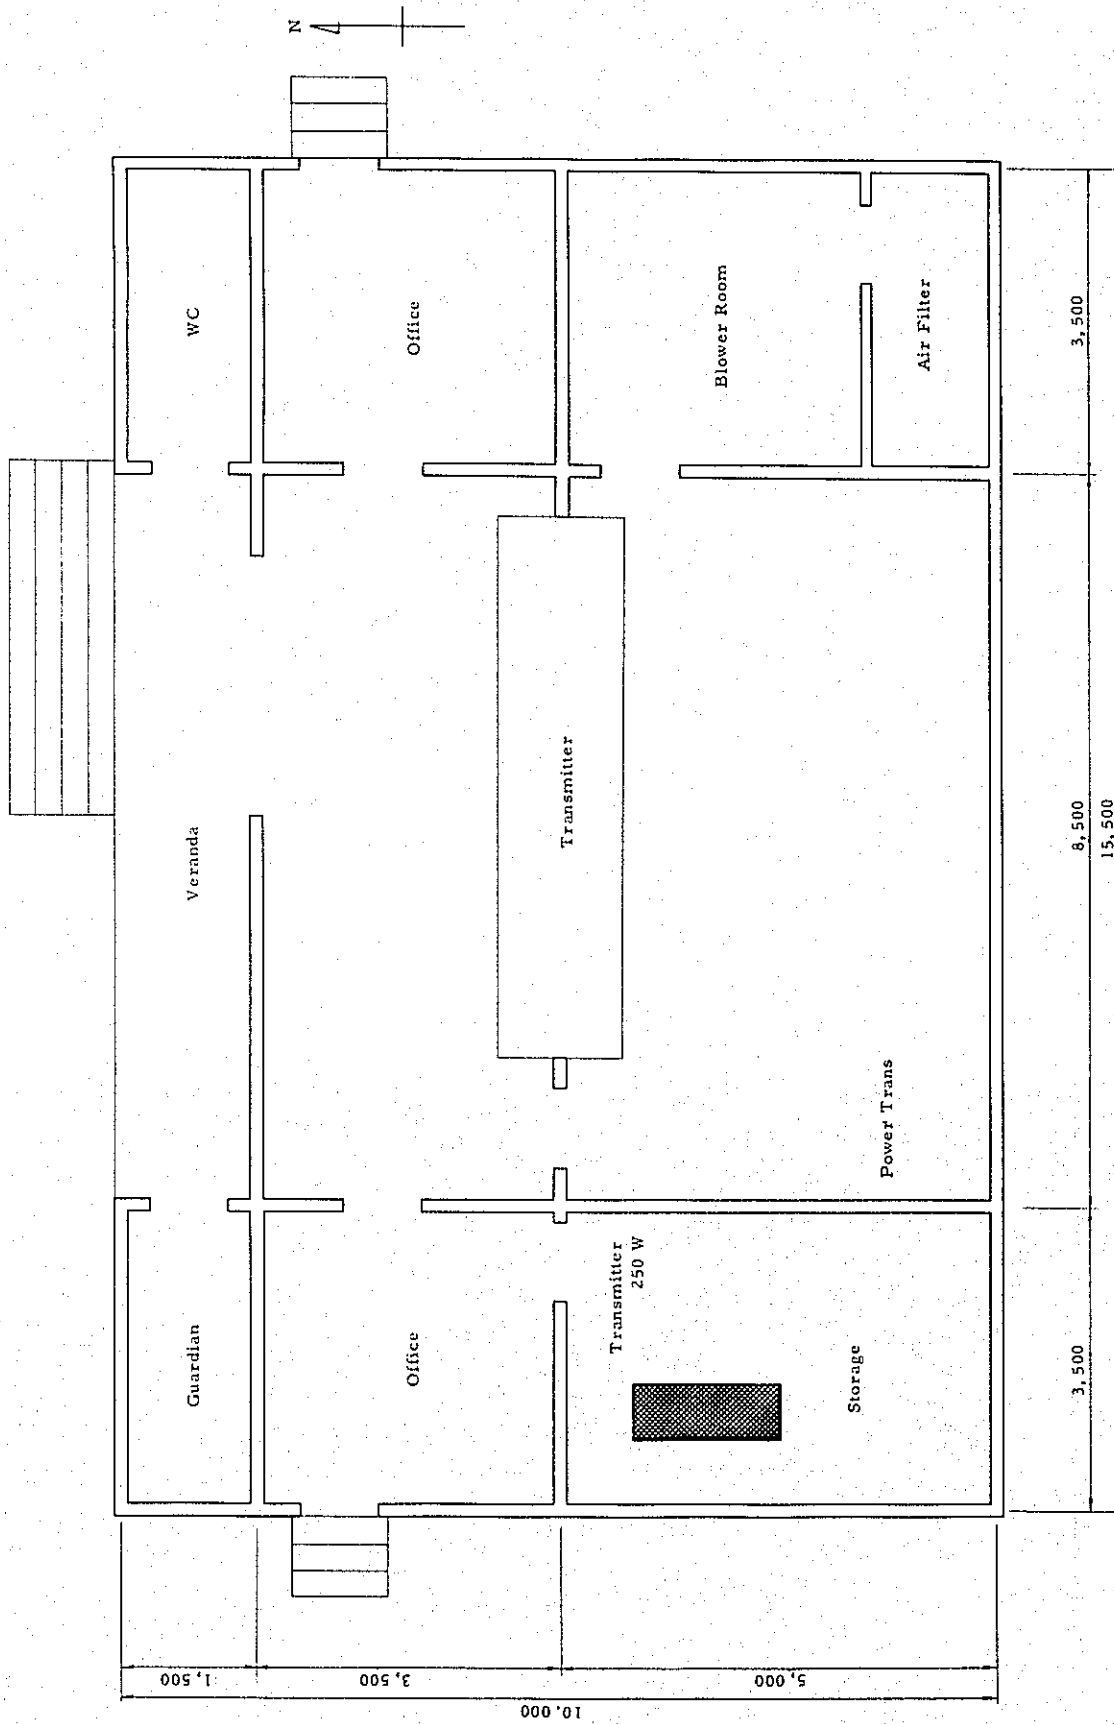 N
Guardian
Veranda
WC
Office
Office
Transmitter
Transmitter
250 W
Storage
Power Trans
Blower Room
Air Filter
1,500
3,500
5,000
10,000
3,500
8,500
3,500
15,500